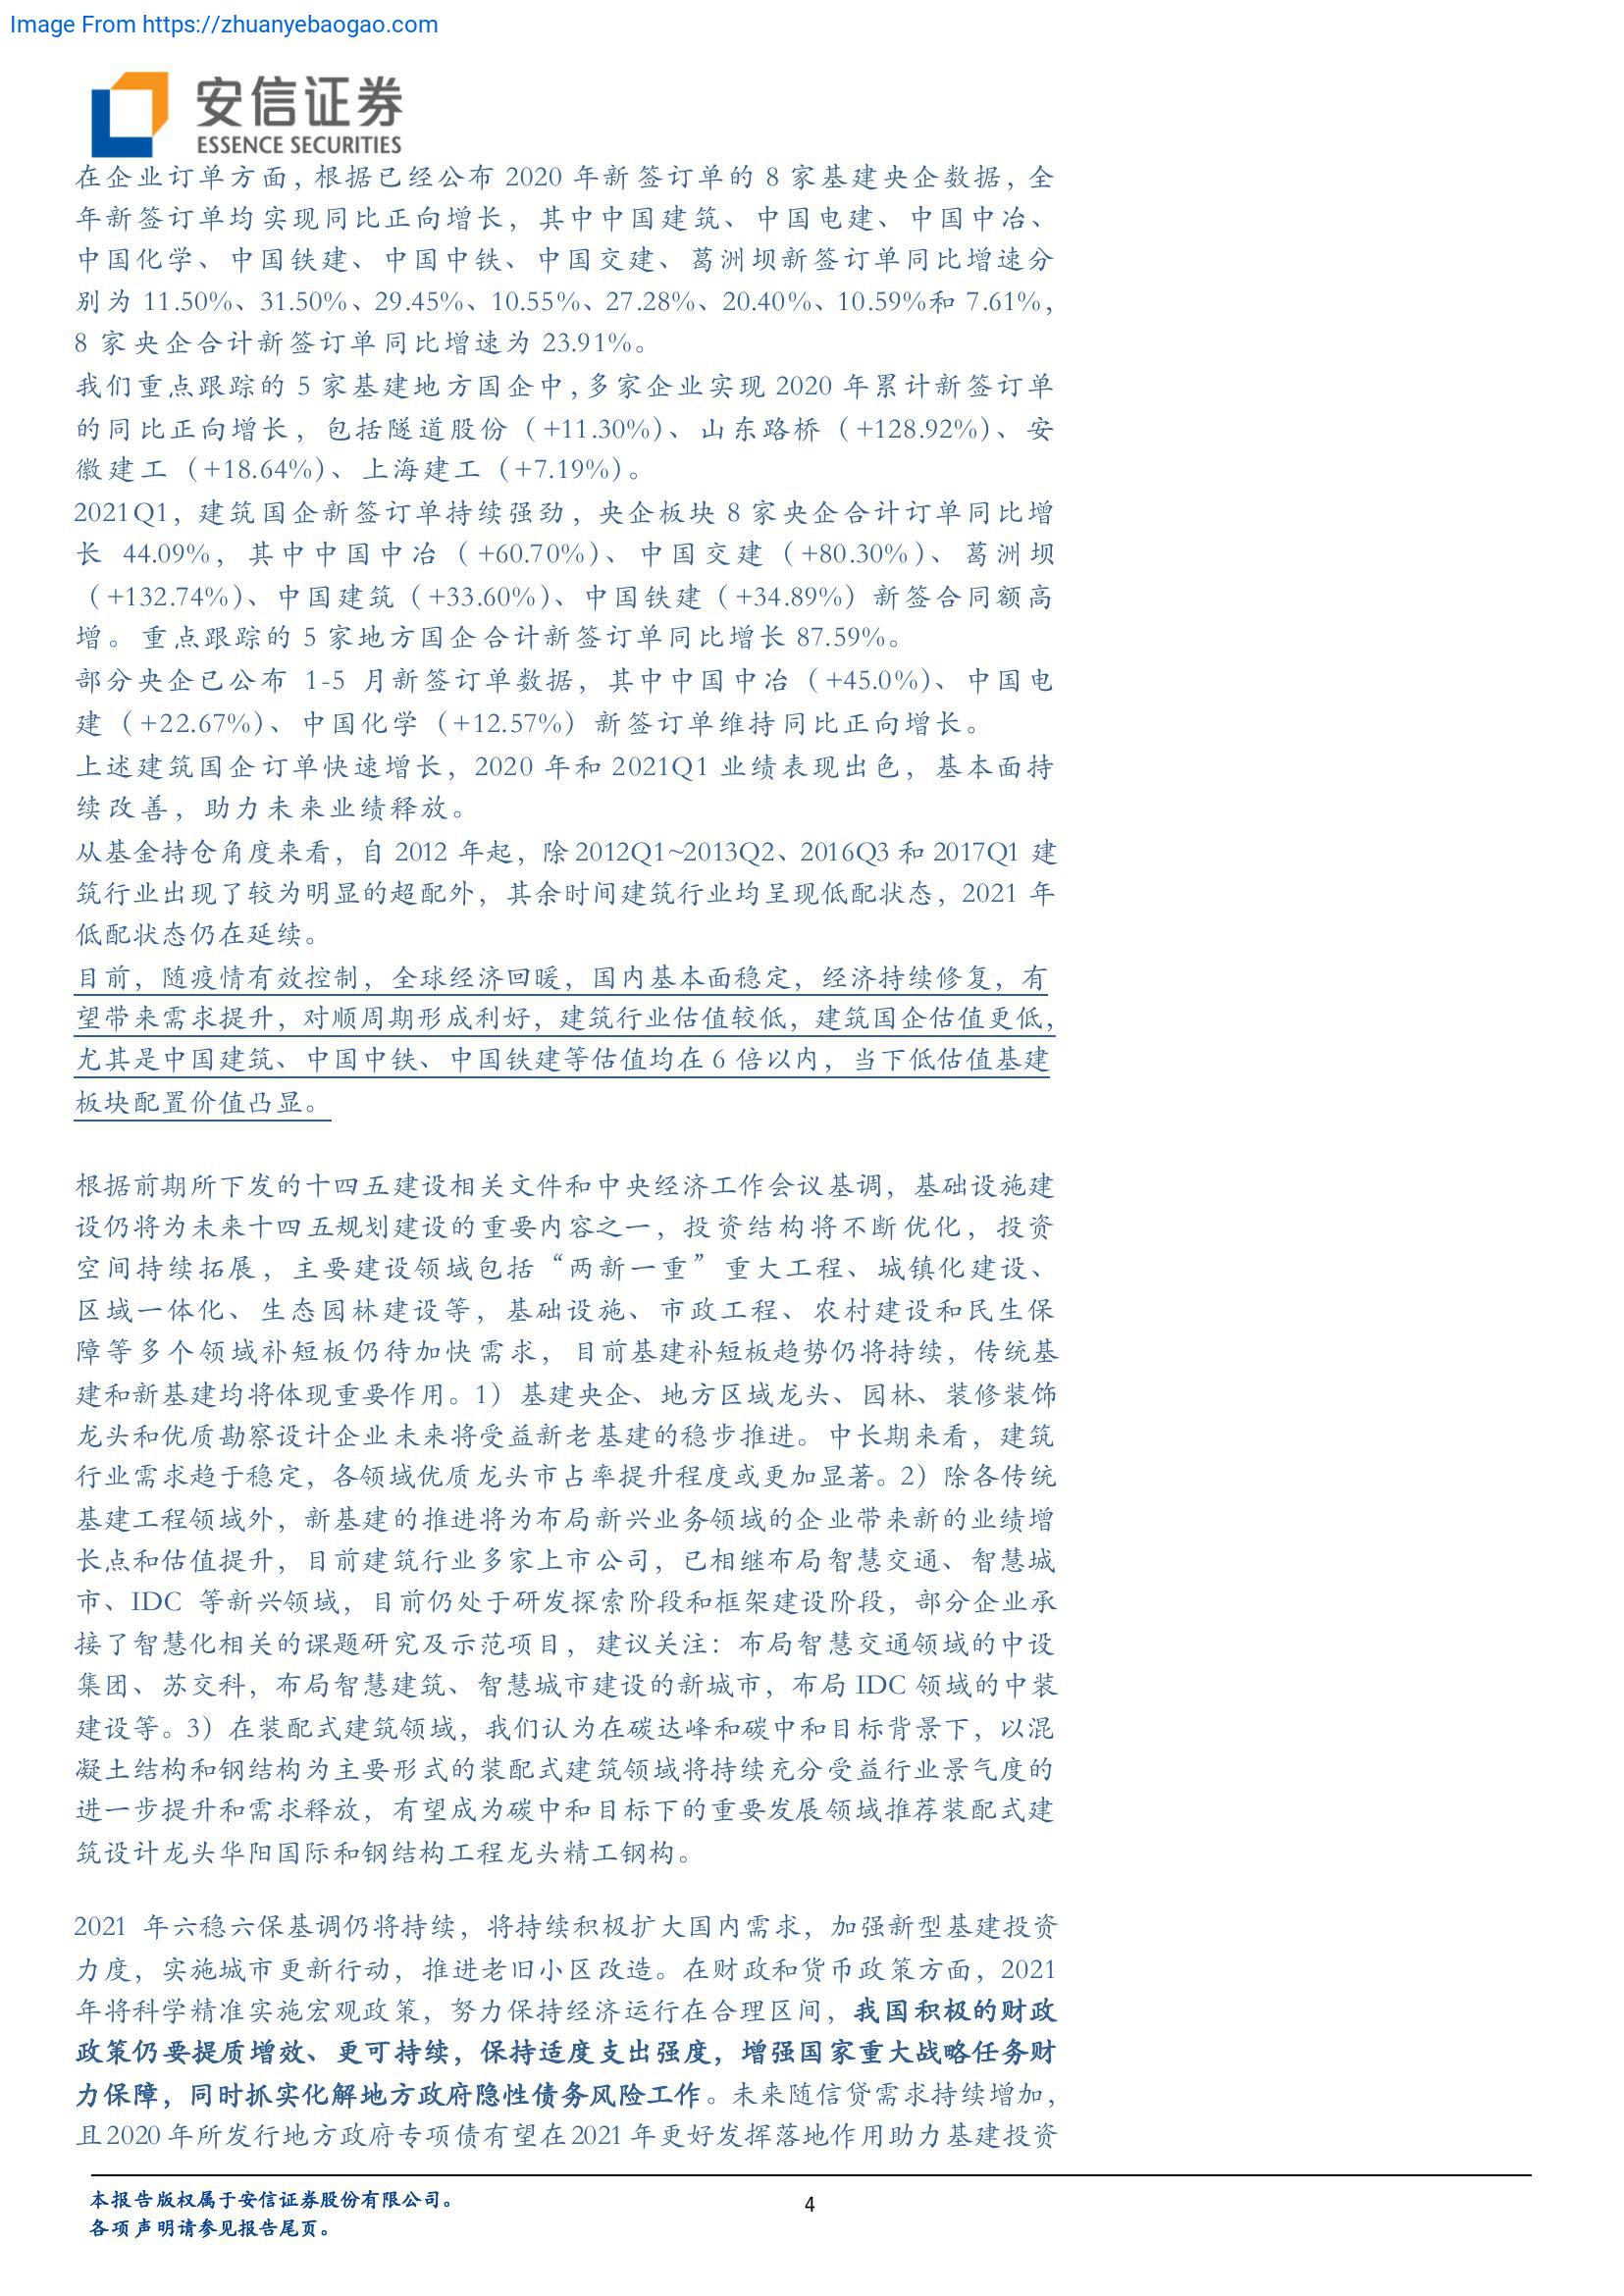 Image From https://zhuanyebaogao.com
安信证券
ESSENCE SECURITIES
在企业订单方面，根据已经公布 2020 年新签订单的 8 家基建央企数据，全
年新签订单均实现同比正向增长，其中中国建筑、中国电建、中国中冶、
中国化学、中国铁建、中国中铁、中国交建、葛洲坝新签订单同比增速分
别为 11.50%、31.50%、29.45%、10.55%、27.28%、20.40%、10.59%和 7.61%，
8 家央企合计新签订单同比增速为 23.91%。
我们重点跟踪的 5 家基建地方国企中，多家企业实现 2020 年累计新签订单
的同比正向增长，包括隧道股份（+11.30%）、山东路桥（+128.92%）、安
徽建工（+18.64%）、上海建工（+7.19%）。
2021Q1，建筑国企新签订单持续强劲，央企板块 8 家央企合计订单同比增
长 44.09%，其中中国中冶（+60.70%）、中国交建（+80.30%）、葛洲坝
（+132.74%）、中国建筑（+33.60%）、中国铁建（+34.89%）新签合同额高
增。重点跟踪的 5 家地方国企合计新签订单同比增长 87.59%。
部分央企已公布 1-5 月新签订单数据，其中中国中冶（+45.0%）、中国电
建（+22.67%）、中国化学（+12.57%）新签订单维持同比正向增长。
上述建筑国企订单快速增长，2020 年和 2021Q1 业绩表现出色，基本面持
续改善，助力未来业绩释放。
从基金持仓角度来看，自 2012 年起，除 2012Q1~2013Q2、2016Q3 和 2017Q1 建
筑行业出现了较为明显的超配外，其余时间建筑行业均呈现低配状态，2021 年
低配状态仍在延续。
目前，随疫情有效控制，全球经济回暖，国内基本面稳定，经济持续修复，有
望带来需求提升，对顺周期形成利好，建筑行业估值较低，建筑国企估值更低，
尤其是中国建筑、中国中铁、中国铁建等估值均在 6 倍以内，当下低估值基建
板块配置价值凸显。
根据前期所下发的十四五建设相关文件和中央经济工作会议基调，基础设施建
设仍将为未来十四五规划建设的重要内容之一，投资结构将不断优化，投资
空间持续拓展，主要建设领域包括“两新一重”重大工程、城镇化建设、
区域一体化、生态园林建设等，基础设施、市政工程、农村建设和民生保
障等多个领域补短板仍待加快需求，目前基建补短板趋势仍将持续，传统基
建和新基建均将体现重要作用。1）基建央企、地方区域龙头、园林、装修装饰
龙头和优质勘察设计企业未来将受益新老基建的稳步推进。中长期来看，建筑
行业需求趋于稳定，各领域优质龙头市占率提升程度或更加显著。2）除各传统
基建工程领域外，新基建的推进将为布局新兴业务领域的企业带来新的业绩增
长点和估值提升，目前建筑行业多家上市公司，已相继布局智慧交通、智慧城
市、IDC 等新兴领域，目前仍处于研发探索阶段和框架建设阶段，部分企业承
接了智慧化相关的课题研究及示范项目，建议关注：布局智慧交通领域的中设
集团、苏交科，布局智慧建筑、智慧城市建设的新城市，布局 IDC 领域的中装
建设等。3）在装配式建筑领域，我们认为在碳达峰和碳中和目标背景下，以混
凝土结构和钢结构为主要形式的装配式建筑领域将持续充分受益行业景气度的
进一步提升和需求释放，有望成为碳中和目标下的重要发展领域推荐装配式建
筑设计龙头华阳国际和钢结构工程龙头精工钢构。
2021 年六稳六保基调仍将持续，将持续积极扩大国内需求，加强新型基建投资
力度，实施城市更新行动，推进老旧小区改造。在财政和货币政策方面，2021
年将科学精准实施宏观政策，努力保持经济运行在合理区间，我国积极的财政
政策仍要提质增效、更可持续，保持适度支出强度，增强国家重大战略任务财
力保障，同时抓实化解地方政府隐性债务风险工作。未来随信贷需求持续增加，
且 2020 年所发行地方政府专项债有望在 2021 年更好发挥落地作用助力基建投资
本报告版权属于安信证券股份有限公司。
4
各项声明请参见报告尾页。